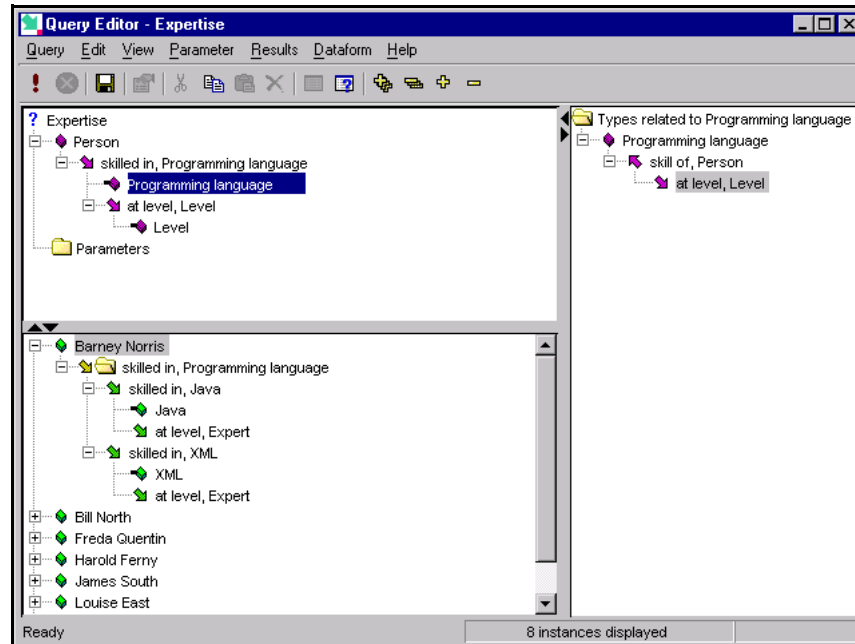 Query Editor - Expertise
Query Edit View Parameter Results Dataform Help
? Expertise
Person
skilled in, Programming language
Programming language
at level, Level
Level
Parameters
Types related to Programming language
Programming language
skill of, Person
at level, Level
Barney Norris
skilled in, Programming language
skilled in, Java
Java
at level, Expert
skilled in, XML
XML
at level, Expert
Bill North
Freda Quentin
Harold Ferny
James South
Louise East
Ready
8 instances displayed